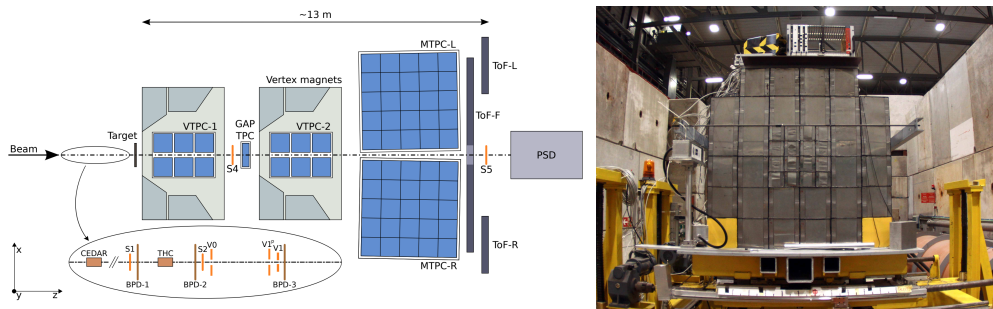 ~13 m
MTPC-L
ToF-L
Vertex magnets
GAP
TPC
VTPC-1
VTPC-2
ToF-F
Target
Beam
S4
S5
PSD
CEDAR
S1
THC
S2
V0
V1ᵖ
V1
BPD-1
BPD-2
BPD-3
ToF-R
MTPC-R
x
y
z